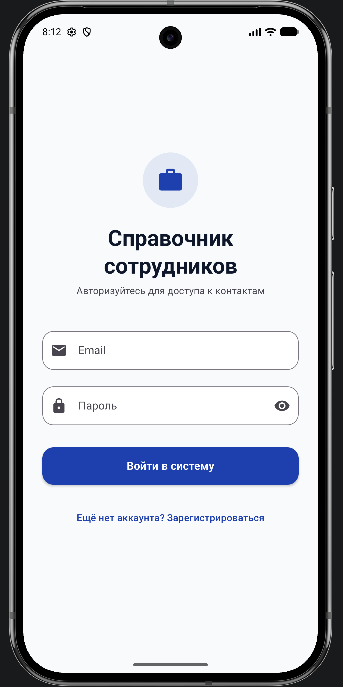 8:12
Справочник
сотрудников
Авторизуйтесь для доступа к контактам
Email
Пароль
Войти в систему
Ещё нет аккаунта? Зарегистрироваться